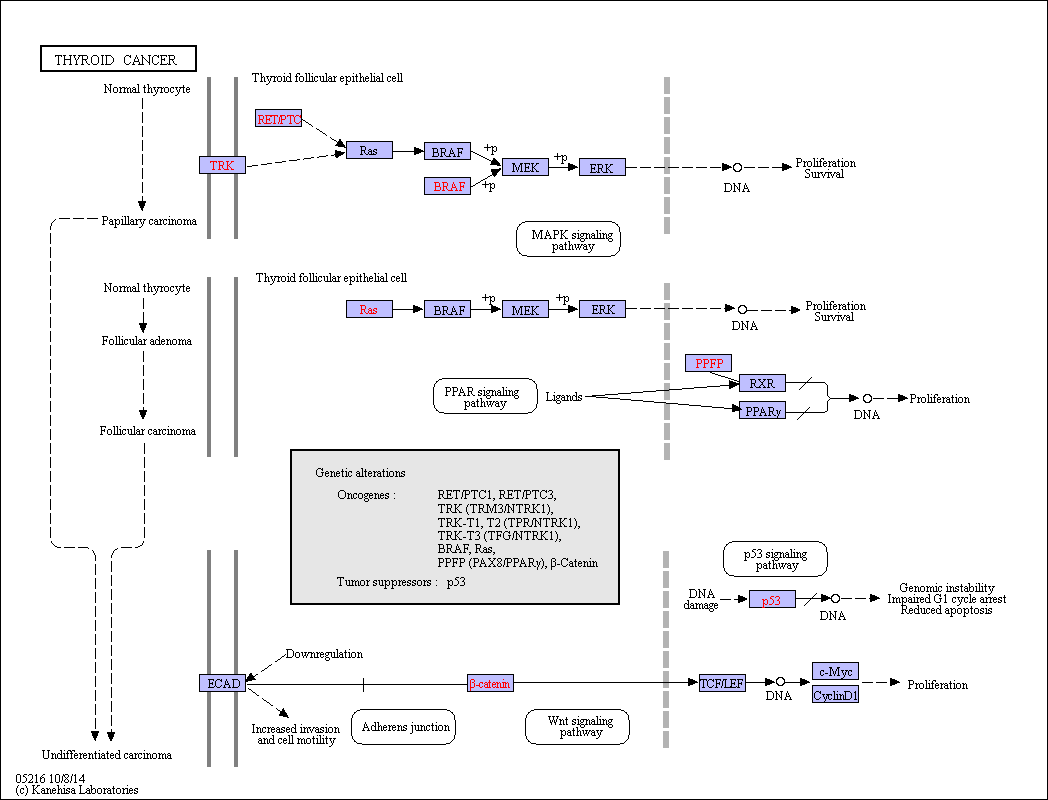 THYROID CANCER
Normal thyrocyte
Thyroid follicular epithelial cell
RET/PTC
TRK
Ras
BRAF
+p
BRAF
+p
MEK
+p
ERK
DNA
Proliferation
Survival
Papillary carcinoma
MAPK signaling
pathway
Normal thyrocyte
Thyroid follicular epithelial cell
Ras
BRAF
+p
MEK
+p
ERK
DNA
Proliferation
Survival
Follicular adenoma
PPFP
RXR
PPAR signaling
pathway
Ligands
PPARγ
DNA
Proliferation
Follicular carcinoma
Genetic alterations
Oncogenes :
RET/PTC1, RET/PTC3,
TRK (TRM3/NTRK1),
TRK-T1, T2 (TPR/NTRK1),
TRK-T3 (TFG/NTRK1),
BRAF, Ras,
PPFP (PAX8/PPARγ), β-Catenin
Tumor suppressors : p53
p53 signaling
pathway
DNA
damage
p53
DNA
Genomic instability
Impaired G1 cycle arrest
Reduced apoptosis
Downregulation
ECAD
β-catenin
TCF/LEF
DNA
c-Myc
CyclinD1
Proliferation
Increased invasion
and cell motility
Adherens junction
Wnt signaling
pathway
Undifferentiated carcinoma
05216 10/8/14
(c) Kanehisa Laboratories